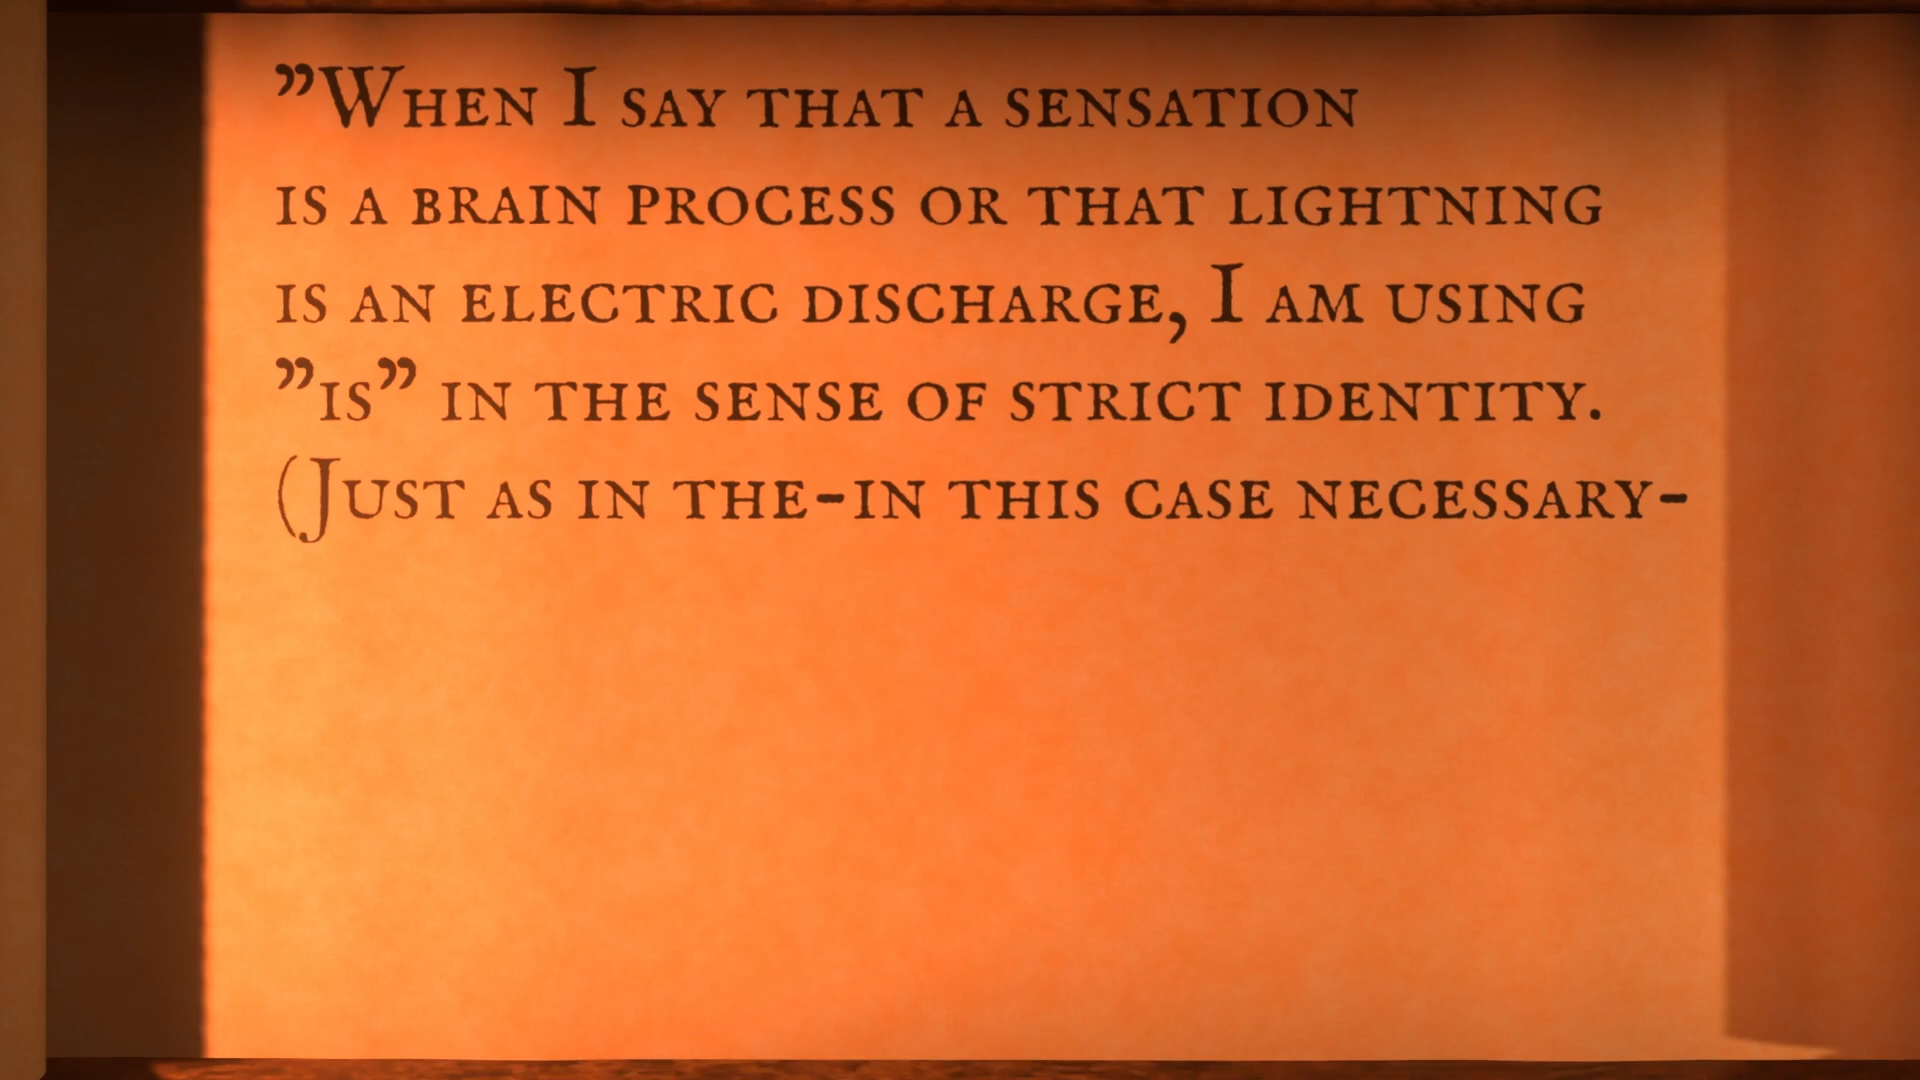 ”When I say that a sensation
is a brain process or that lightning
is an electric discharge, I am using
”is” in the sense of strict identity.
(Just as in the-in this case necessary-